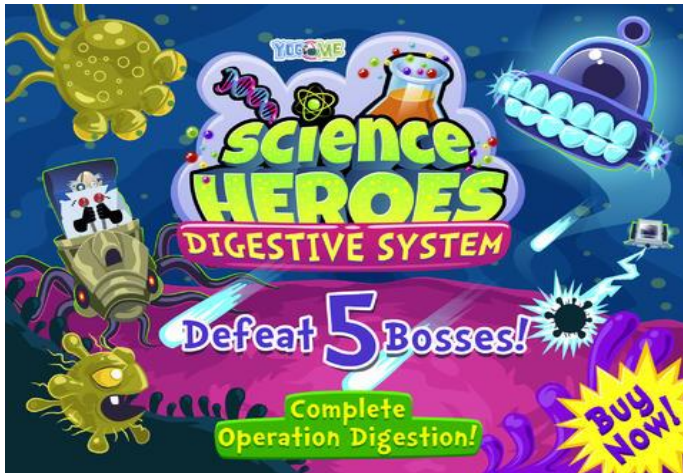 YOGOME
Science
HEROES
DIGESTIVE SYSTEM
Defeat 5 Bosses!
Complete
Operation Digestion!
Buy
Now!